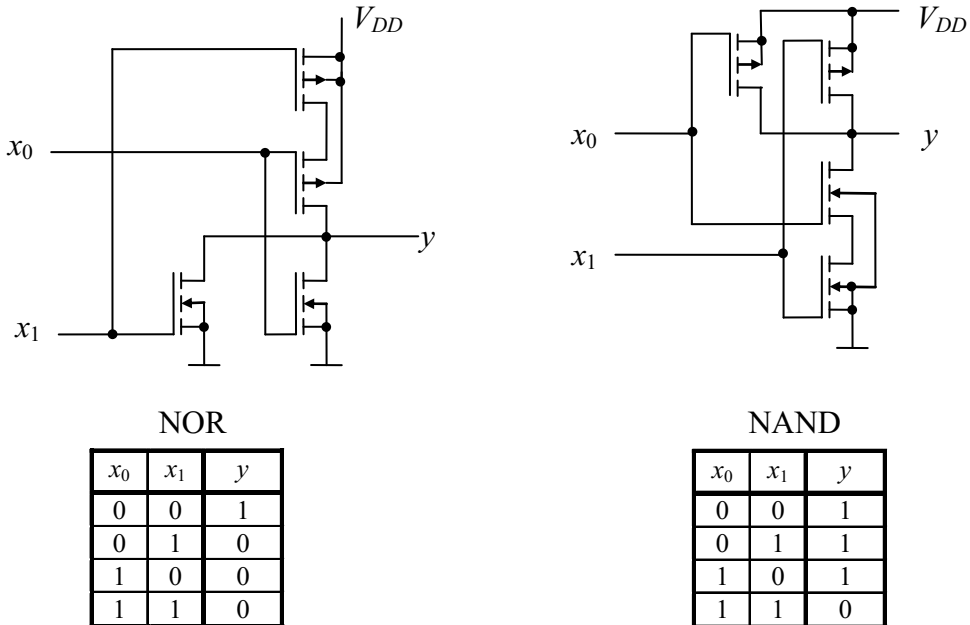 V_DD
x_0
y
x_1
NOR
x_0 x_1 y
0 0 1
0 1 0
1 0 0
1 1 0
V_DD
x_0
y
x_1
NAND
x_0 x_1 y
0 0 1
0 1 1
1 0 1
1 1 0